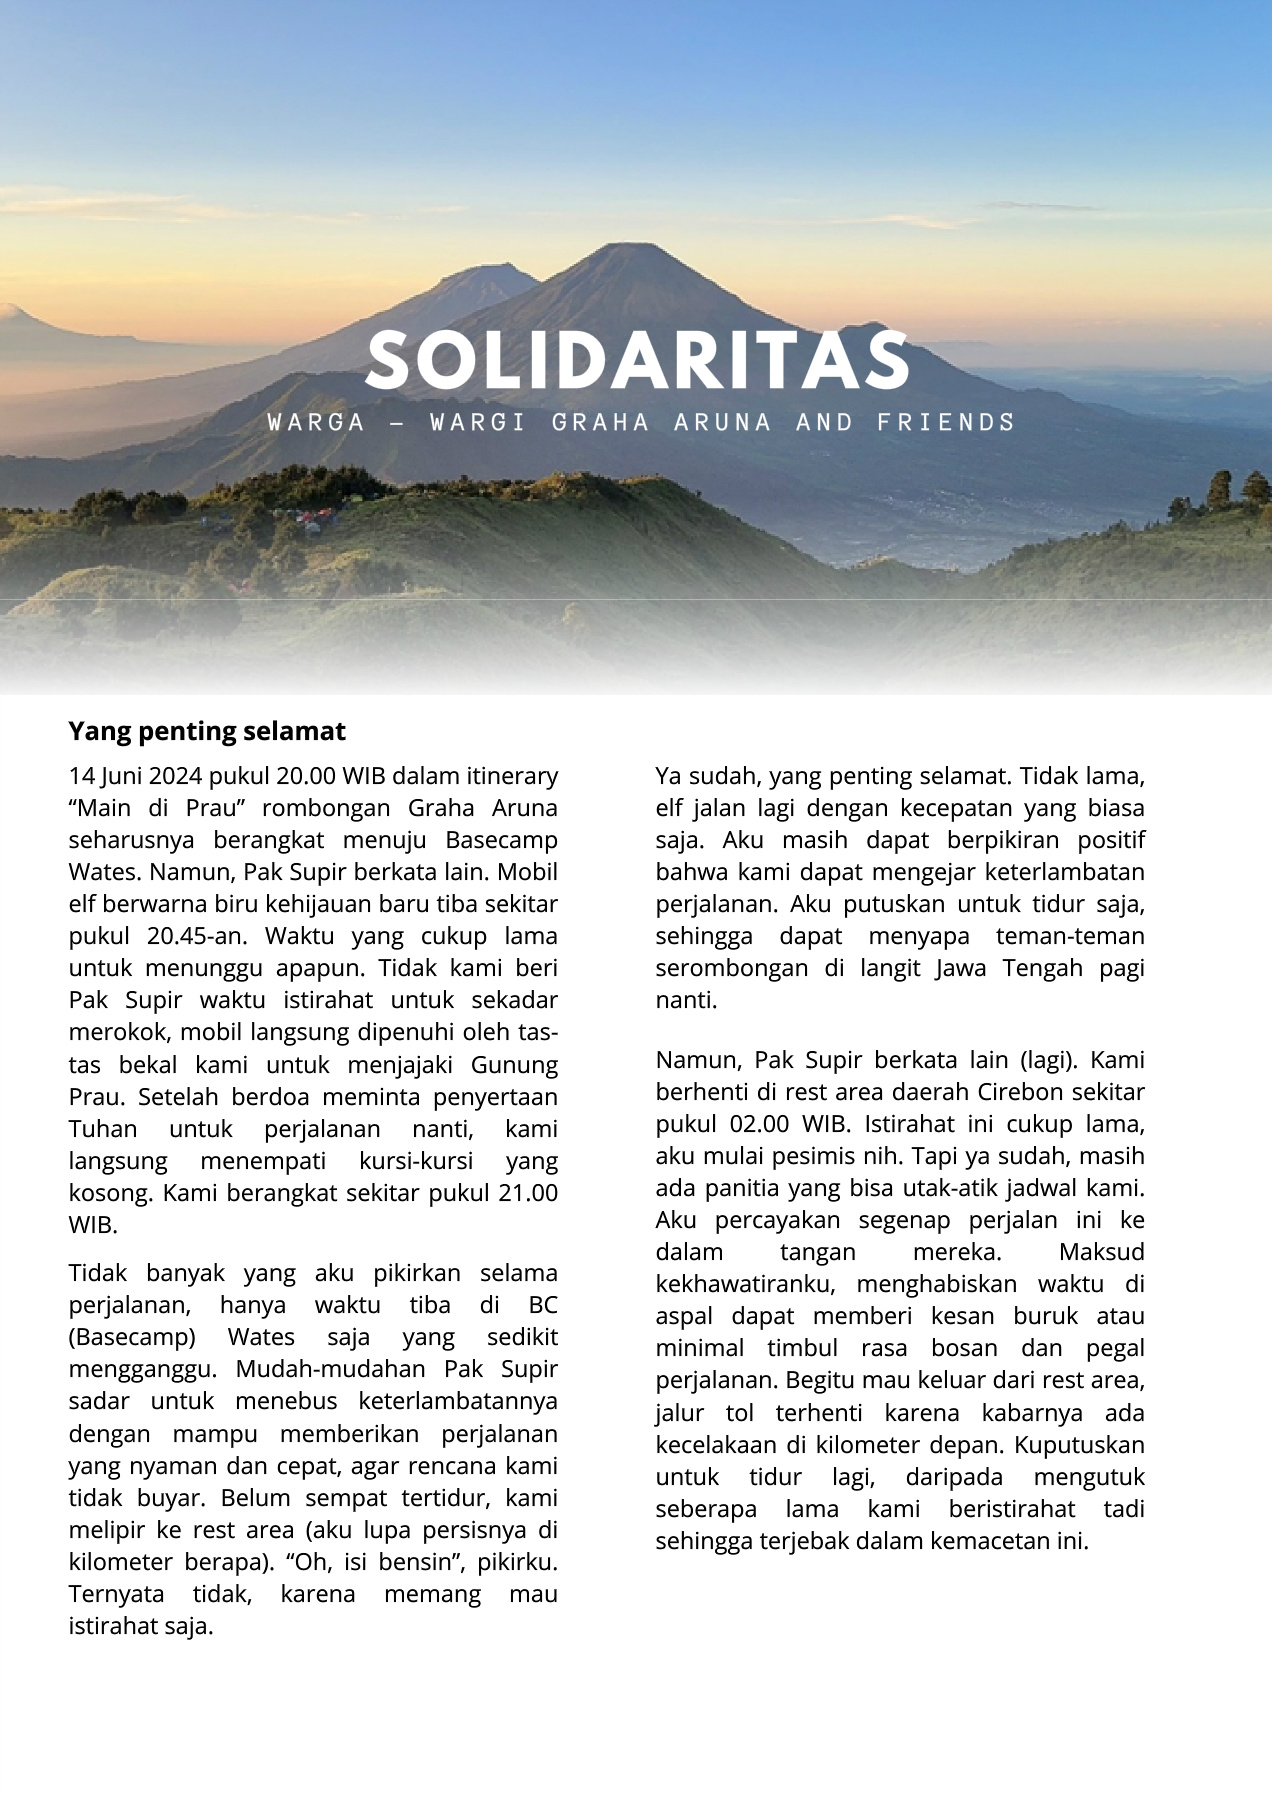 SOLIDARITAS
WARGA – WARGI GRAHA ARUNA AND FRIENDS
Yang penting selamat
14 Juni 2024 pukul 20.00 WIB dalam itinerary
“Main di Prau” rombongan Graha Aruna
seharusnya berangkat menuju Basecamp
Wates. Namun, Pak Supir berkata lain. Mobil
elf berwarna biru kehijauan baru tiba sekitar
pukul 20.45-an. Waktu yang cukup lama
untuk menunggu apapun. Tidak kami beri
Pak Supir waktu istirahat untuk sekadar
merokok, mobil langsung dipenuhi oleh tas-
tas bekal kami untuk menjajaki Gunung
Prau. Setelah berdoa meminta penyertaan
Tuhan untuk perjalanan nanti, kami
langsung menempati kursi-kursi yang
kosong. Kami berangkat sekitar pukul 21.00
WIB.
Tidak banyak yang aku pikirkan selama
perjalanan, hanya waktu tiba di BC
(Basecamp) Wates saja yang sedikit
mengganggu. Mudah-mudahan Pak Supir
sadar untuk menebus keterlambatannya
dengan mampu memberikan perjalanan
yang nyaman dan cepat, agar rencana kami
tidak buyar. Belum sempat tertidur, kami
melipir ke rest area (aku lupa persisnya di
kilometer berapa). “Oh, isi bensin”, pikirku.
Ternyata tidak, karena memang mau
istirahat saja.
Ya sudah, yang penting selamat. Tidak lama,
elf jalan lagi dengan kecepatan yang biasa
saja. Aku masih dapat berpikiran positif
bahwa kami dapat mengejar keterlambatan
perjalanan. Aku putuskan untuk tidur saja,
sehingga dapat menyapa teman-teman
serombongan di langit Jawa Tengah pagi
nanti.
Namun, Pak Supir berkata lain (lagi). Kami
berhenti di rest area daerah Cirebon sekitar
pukul 02.00 WIB. Istirahat ini cukup lama,
aku mulai pesimis nih. Tapi ya sudah, masih
ada panitia yang bisa utak-atik jadwal kami.
Aku percayakan segenap perjalan ini ke
dalam tangan mereka. Maksud
kekhawatiranku, menghabiskan waktu di
aspal dapat memberi kesan buruk atau
minimal timbul rasa bosan dan pegal
perjalanan. Begitu mau keluar dari rest area,
jalur tol terhenti karena kabarnya ada
kecelakaan di kilometer depan. Kuputuskan
untuk tidur lagi, daripada mengutuk
seberapa lama kami beristirahat tadi
sehingga terjebak dalam kemacetan ini.